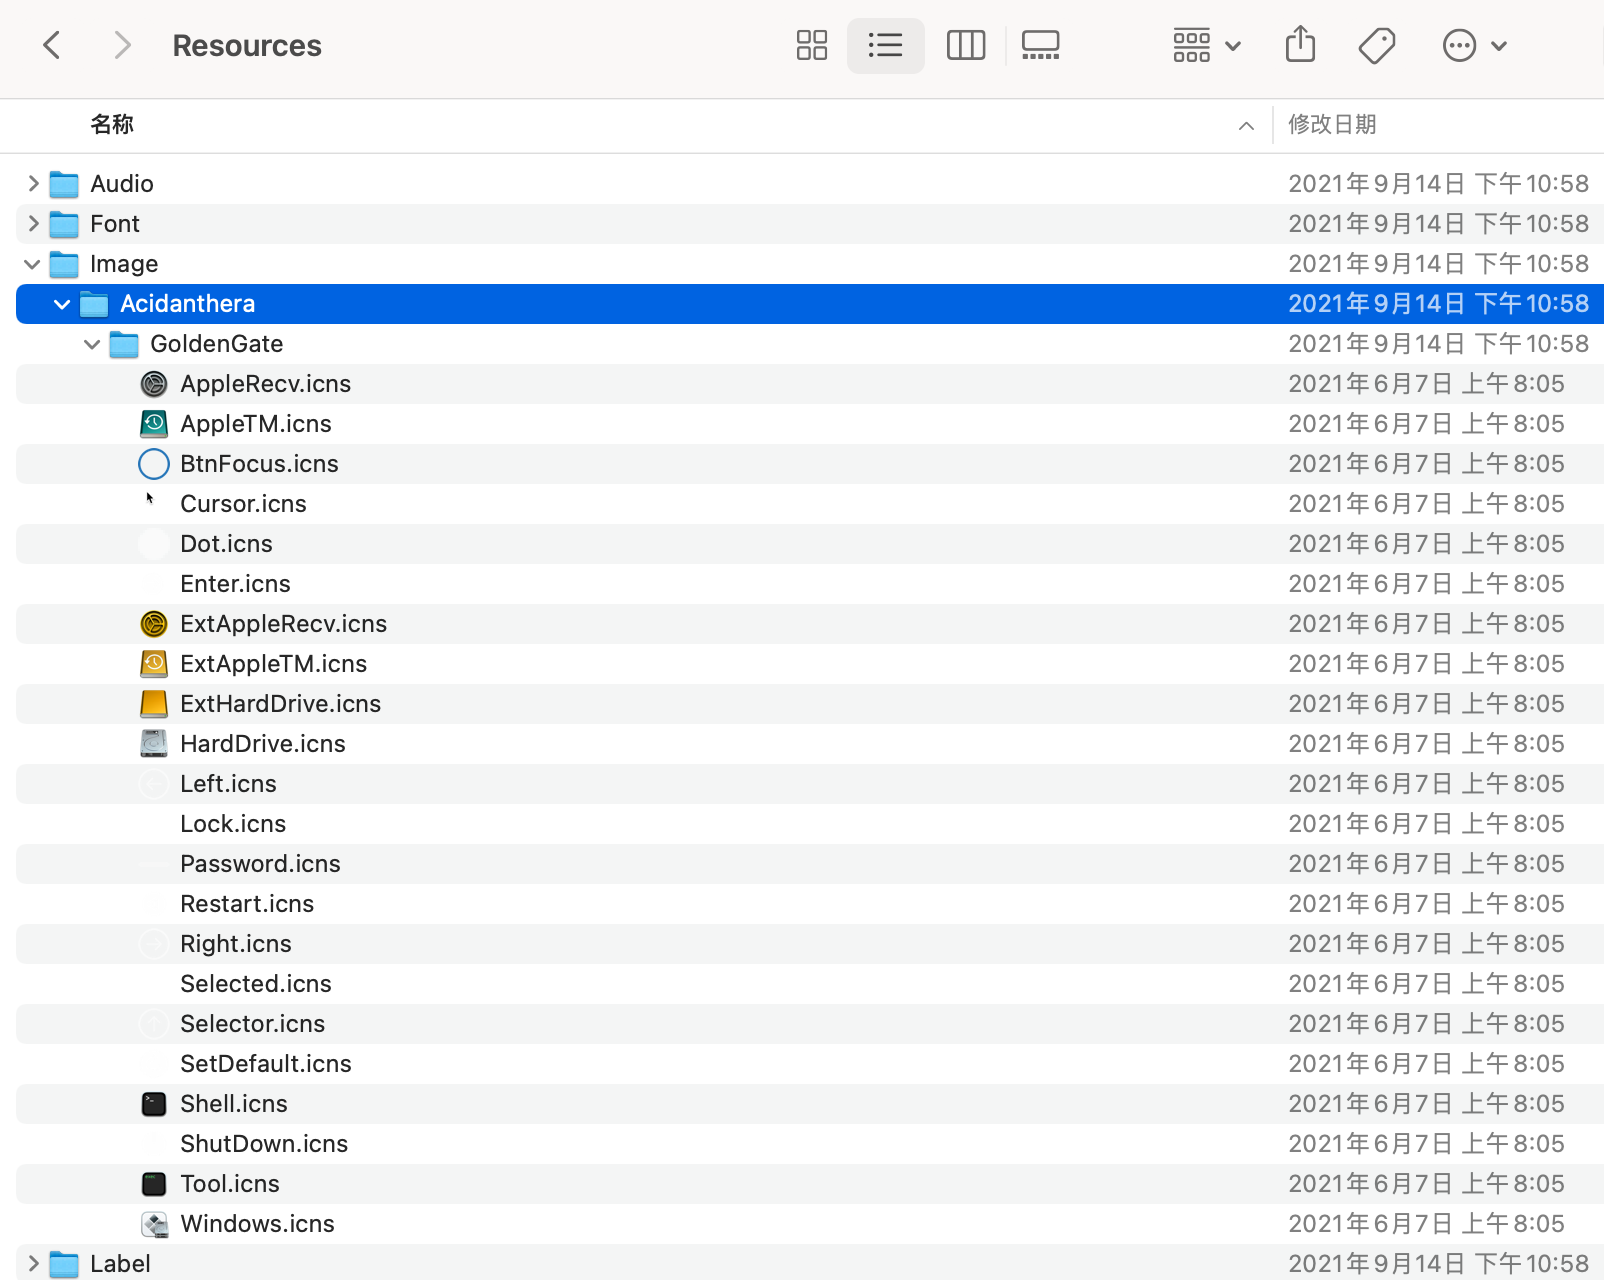 Resources
名称 修改日期
Audio 2021年9月14日 下午10:58
Font 2021年9月14日 下午10:58
Image 2021年9月14日 下午10:58
Acidanthera 2021年9月14日 下午10:58
GoldenGate 2021年9月14日 下午10:58
AppleRecv.icns 2021年6月7日 上午8:05
AppleTM.icns 2021年6月7日 上午8:05
BtnFocus.icns 2021年6月7日 上午8:05
Cursor.icns 2021年6月7日 上午8:05
Dot.icns 2021年6月7日 上午8:05
Enter.icns 2021年6月7日 上午8:05
ExtAppleRecv.icns 2021年6月7日 上午8:05
ExtAppleTM.icns 2021年6月7日 上午8:05
ExtHardDrive.icns 2021年6月7日 上午8:05
HardDrive.icns 2021年6月7日 上午8:05
Left.icns 2021年6月7日 上午8:05
Lock.icns 2021年6月7日 上午8:05
Password.icns 2021年6月7日 上午8:05
Restart.icns 2021年6月7日 上午8:05
Right.icns 2021年6月7日 上午8:05
Selected.icns 2021年6月7日 上午8:05
Selector.icns 2021年6月7日 上午8:05
SetDefault.icns 2021年6月7日 上午8:05
Shell.icns 2021年6月7日 上午8:05
ShutDown.icns 2021年6月7日 上午8:05
Tool.icns 2021年6月7日 上午8:05
Windows.icns 2021年6月7日 上午8:05
Label 2021年9月14日 下午10:58